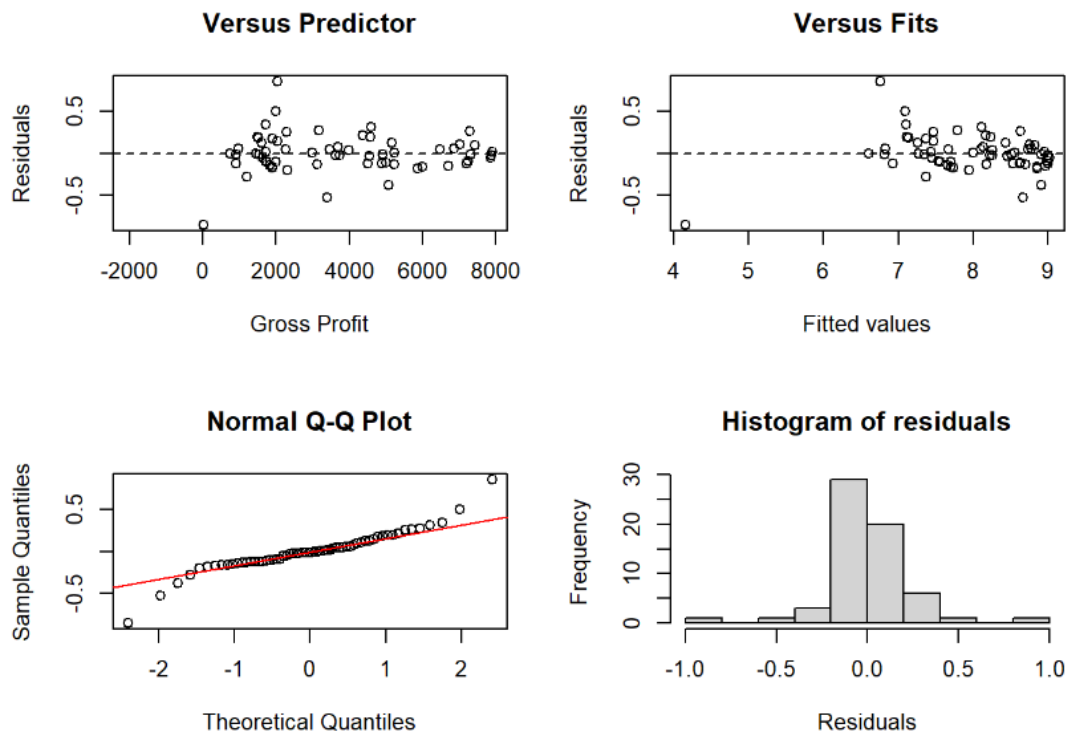 Versus Predictor
Residuals
0.5
-0.5
-2000 0 2000 4000 6000 8000
Gross Profit
Versus Fits
Residuals
0.5
-0.5
4 5 6 7 8 9
Fitted values
Normal Q-Q Plot
Sample Quantiles
0.5
-0.5
-2 -1 0 1 2
Theoretical Quantiles
Histogram of residuals
Frequency
30
20
0
-1.0 -0.5 0.0 0.5 1.0
Residuals